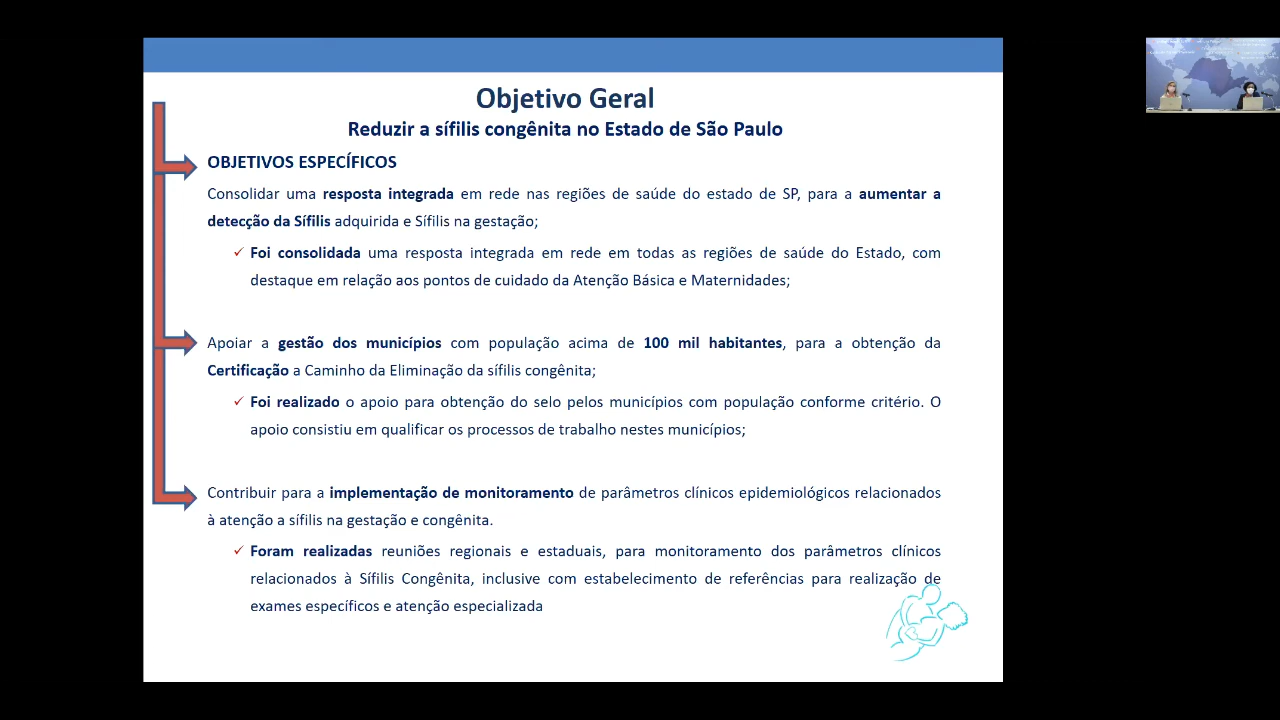 Objetivo Geral
Reduzir a sífilis congênita no Estado de São Paulo
OBJETIVOS ESPECÍFICOS
Consolidar uma resposta integrada em rede nas regiões de saúde do estado de SP, para a aumentar a
detecção da Sífilis adquirida e Sífilis na gestação;
✓ Foi consolidada uma resposta integrada em rede em todas as regiões de saúde do Estado, com
destaque em relação aos pontos de cuidado da Atenção Básica e Maternidades;
Apoiar a gestão dos municípios com população acima de 100 mil habitantes, para a obtenção da
Certificação a Caminho da Eliminação da sífilis congênita;
✓ Foi realizado o apoio para obtenção do selo pelos municípios com população conforme critério. O
apoio consistiu em qualificar os processos de trabalho nestes municípios;
Contribuir para a implementação de monitoramento de parâmetros clínicos epidemiológicos relacionados
à atenção a sífilis na gestação e congênita.
✓ Foram realizadas reuniões regionais e estaduais, para monitoramento dos parâmetros clínicos
relacionados à Sífilis Congênita, inclusive com estabelecimento de referências para realização de
exames específicos e atenção especializada